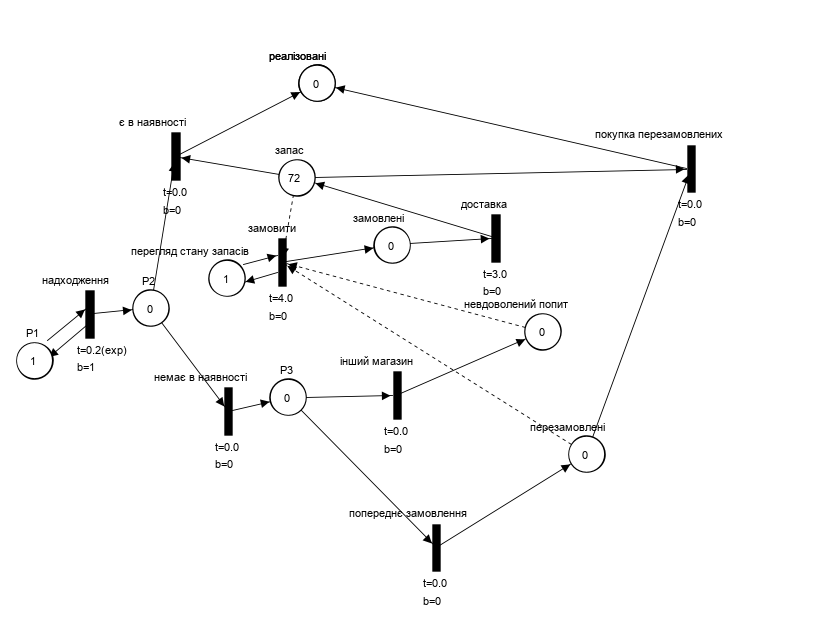 реалізовані
0
є в наявності
покупка перезамовлених
запас
72
t=0.0
b=0
t=0.0
b=0
доставка
замовити
замовлені
0
перегляд стану запасів
1
t=3.0
b=0
t=4.0
b=0
надходження
P2
0
невдоволений попит
0
P1
1
t=0.2(exp)
b=1
інший магазин
немає в наявності
P3
0
t=0.0
b=0
t=0.0
b=0
перезамовлені
0
попереднє замовлення
t=0.0
b=0